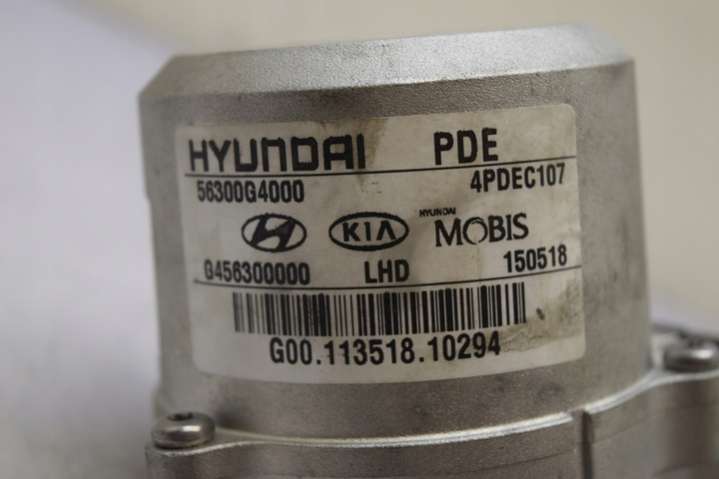 HYUNDAI PDE
56300G4000 4PDEC107
KIA HYUNDAI MOBIS
G456300000 LHD 150518
G00.113518.10294